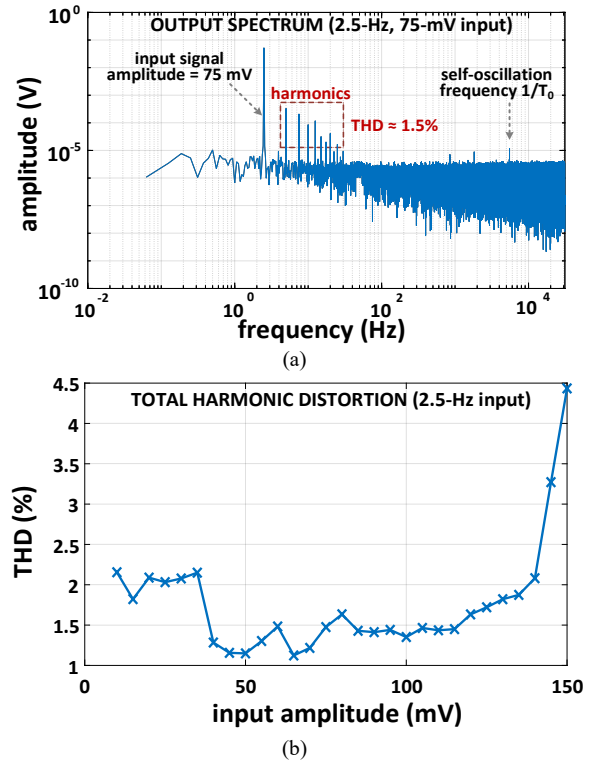 OUTPUT SPECTRUM (2.5-Hz, 75-mV input)
10^0
10^-5
10^-10
amplitude (V)
input signal
amplitude = 75 mV
harmonics
THD ≈ 1.5%
self-oscillation
frequency 1/T₀
10^-2
10^0
10^2
10^4
frequency (Hz)
(a)
TOTAL HARMONIC DISTORTION (2.5-Hz input)
4.5
4
3.5
3
2.5
2
1.5
1
THD (%)
0
50
100
150
input amplitude (mV)
(b)